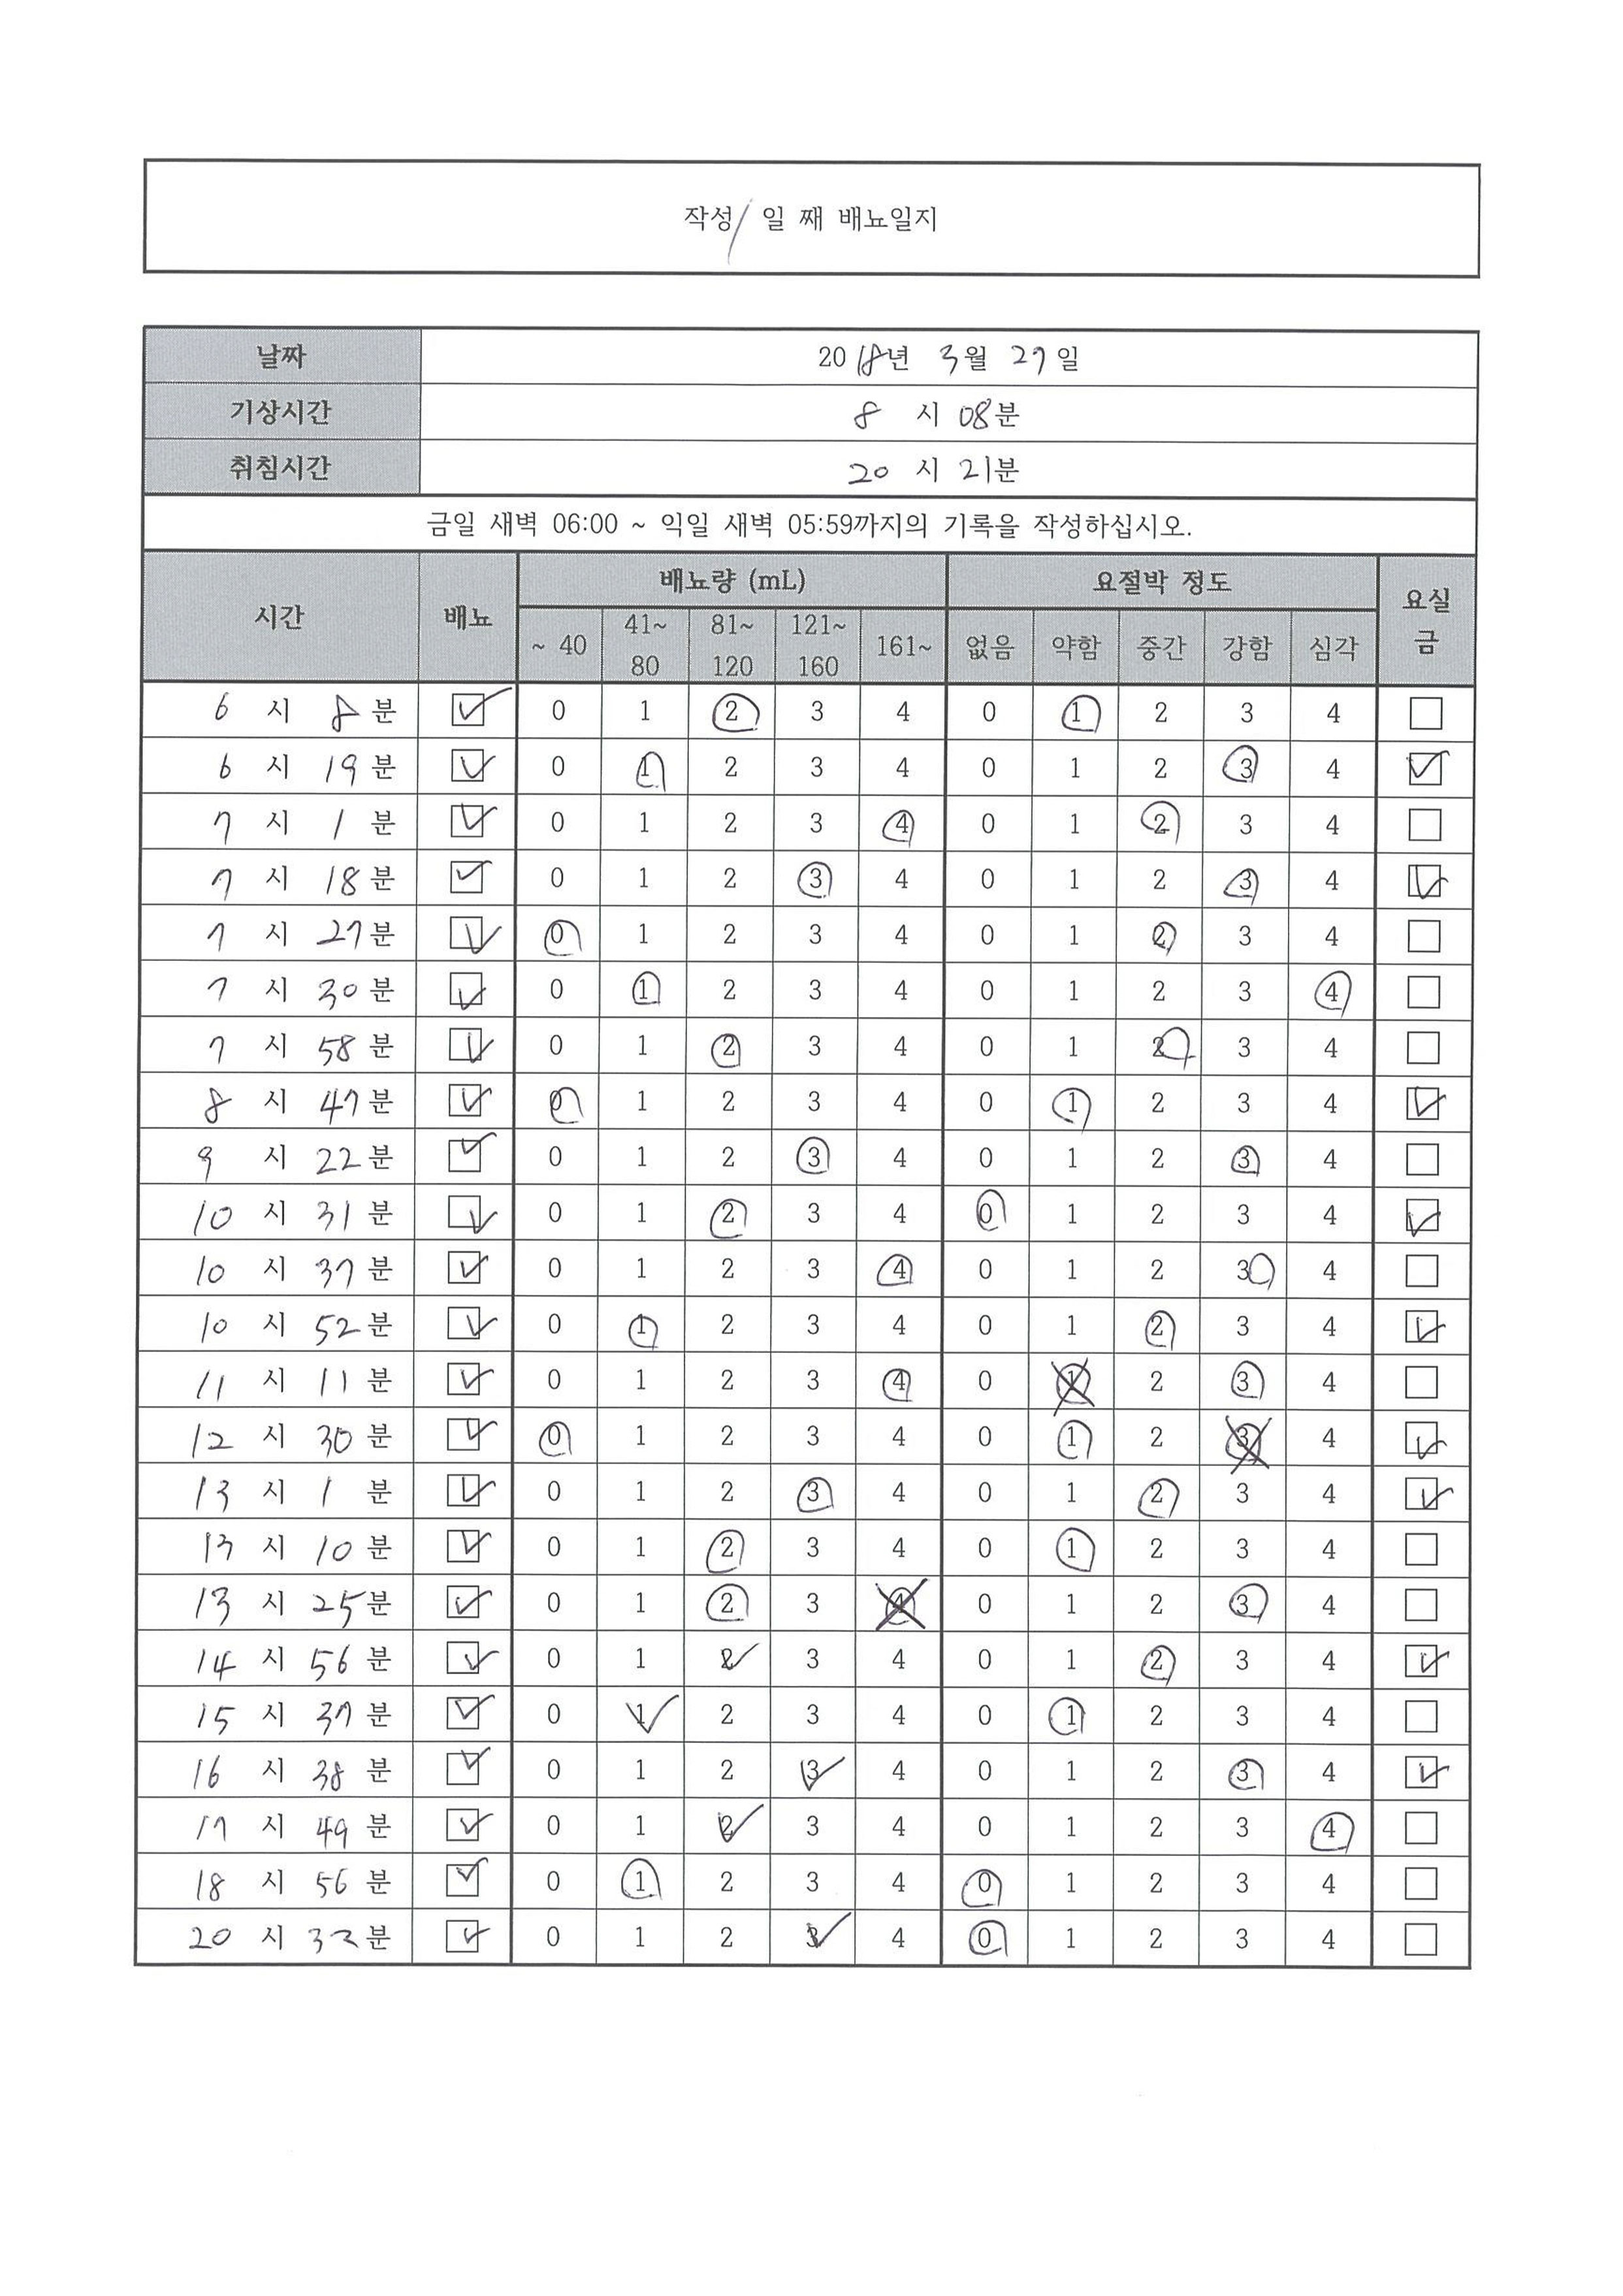 작성 1 일 째 배뇨일지
날짜 2018년 3월 27일
기상시간 8 시 08분
취침시간 20 시 21분
금일 새벽 06:00 ~ 익일 새벽 05:59까지의 기록을 작성하십시오.
시간 배뇨 배뇨량 (mL) 요절박 정도 요실금
~ 40 41~80 81~120 121~160 161~ 없음 약함 중간 강함 심각
6 시 8 분 0 1 2 3 4 0 1 2 3 4
6 시 19 분 0 1 2 3 4 0 1 2 3 4
7 시 1 분 0 1 2 3 4 0 1 2 3 4
7 시 18 분 0 1 2 3 4 0 1 2 3 4
7 시 27 분 0 1 2 3 4 0 1 2 3 4
7 시 30 분 0 1 2 3 4 0 1 2 3 4
7 시 58 분 0 1 2 3 4 0 1 2 3 4
8 시 47 분 0 1 2 3 4 0 1 2 3 4
9 시 22 분 0 1 2 3 4 0 1 2 3 4
10 시 31 분 0 1 2 3 4 0 1 2 3 4
10 시 37 분 0 1 2 3 4 0 1 2 3 4
10 시 52 분 0 1 2 3 4 0 1 2 3 4
11 시 11 분 0 1 2 3 4 0 1 2 3 4
12 시 30 분 0 1 2 3 4 0 1 2 3 4
13 시 1 분 0 1 2 3 4 0 1 2 3 4
13 시 10 분 0 1 2 3 4 0 1 2 3 4
13 시 25 분 0 1 2 3 4 0 1 2 3 4
14 시 56 분 0 1 2 3 4 0 1 2 3 4
15 시 37 분 0 1 2 3 4 0 1 2 3 4
16 시 38 분 0 1 2 3 4 0 1 2 3 4
17 시 49 분 0 1 2 3 4 0 1 2 3 4
18 시 56 분 0 1 2 3 4 0 1 2 3 4
20 시 33 분 0 1 2 3 4 0 1 2 3 4